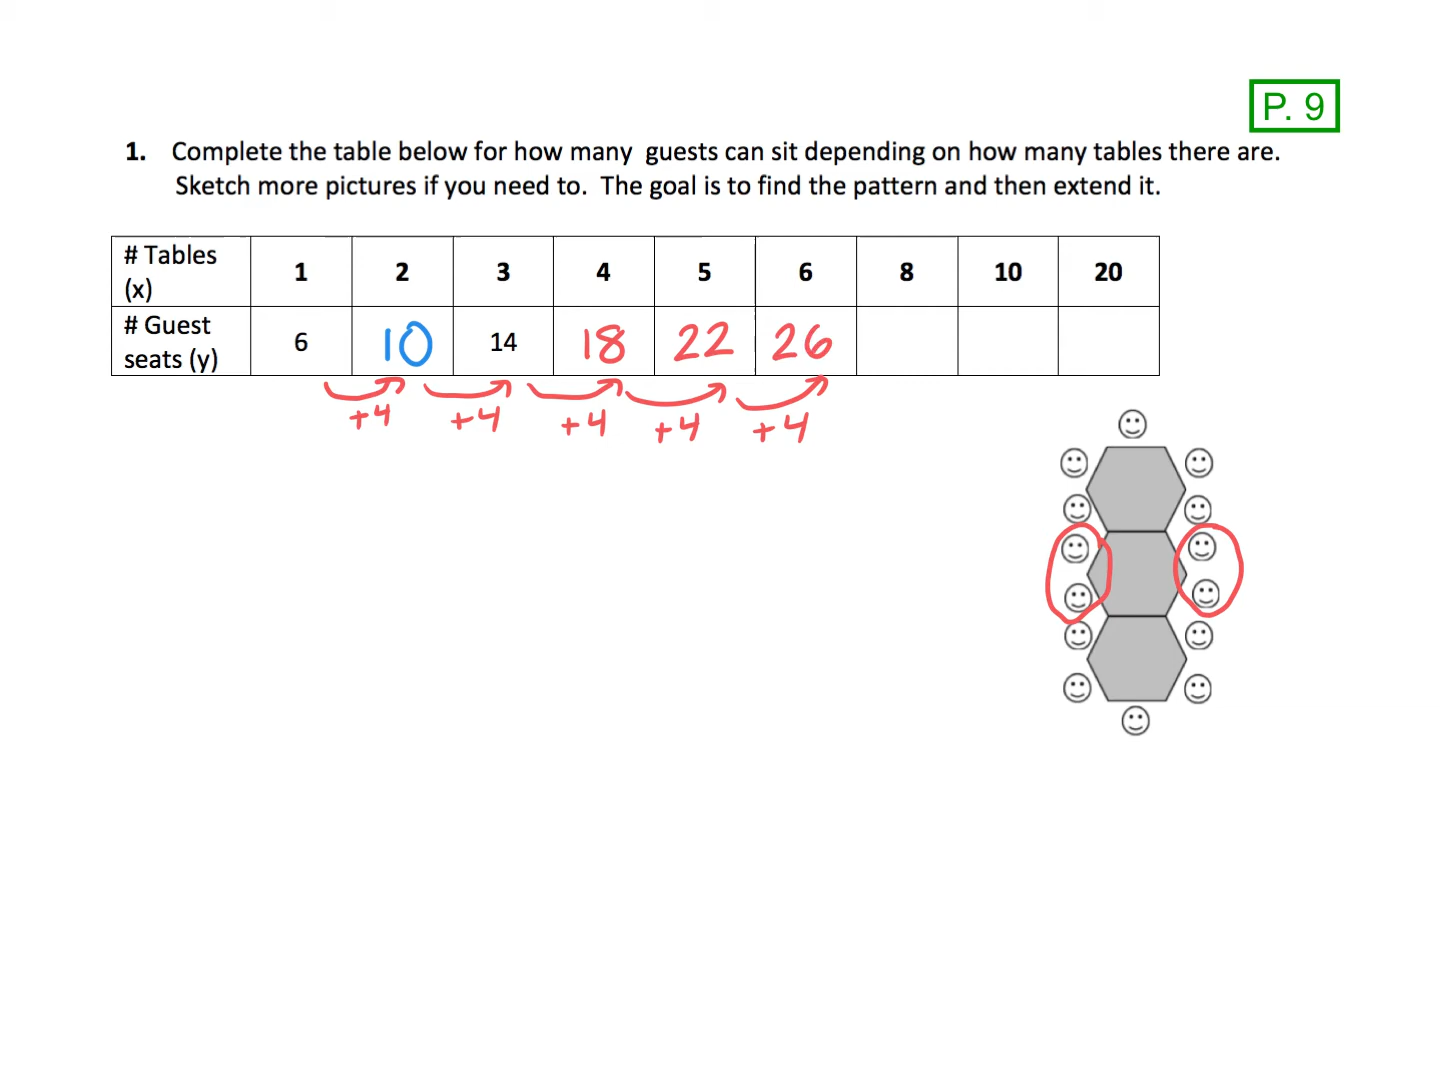 P. 9
1. Complete the table below for how many guests can sit depending on how many tables there are.
Sketch more pictures if you need to. The goal is to find the pattern and then extend it.
# Tables
(x)
1 2 3 4 5 6 8 10 20
# Guest
seats (y)
6 10 14 18 22 26
+4 +4 +4 +4 +4